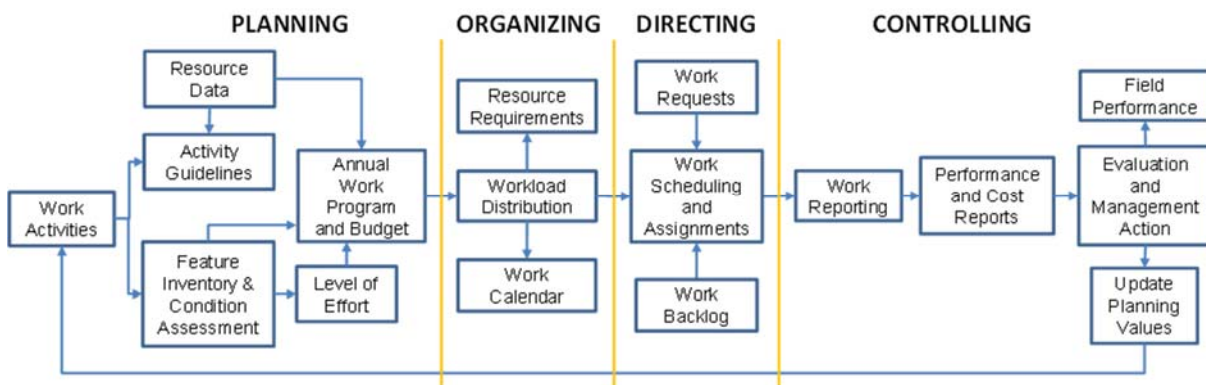 PLANNING
ORGANIZING
DIRECTING
CONTROLLING
Resource
Data
Activity
Guidelines
Work
Activities
Feature
Inventory &
Condition
Assessment
Level of
Effort
Annual
Work
Program
and Budget
Resource
Requirements
Workload
Distribution
Work
Calendar
Work
Requests
Work
Scheduling
and
Assignments
Work
Backlog
Work
Reporting
Performance
and Cost
Reports
Field
Performance
Evaluation
and
Management
Action
Update
Planning
Values